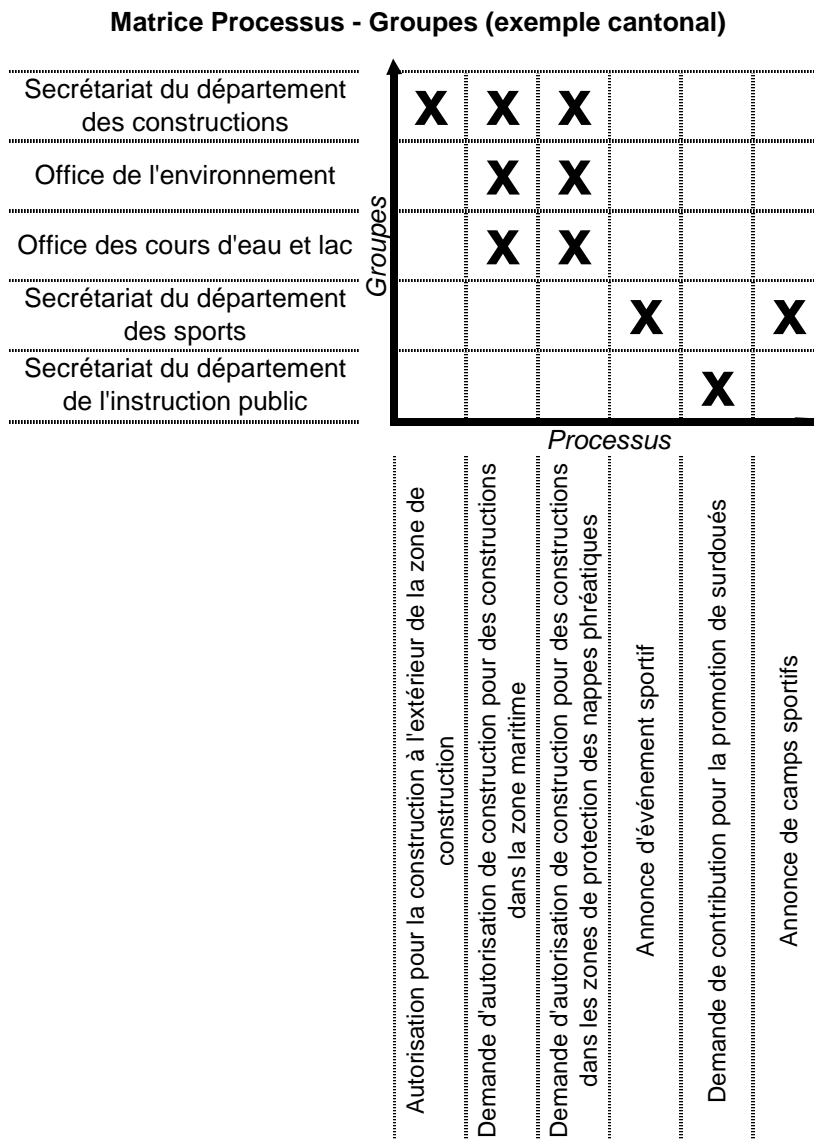 Matrice Processus - Groupes (exemple cantonal)
Secrétariat du département
des constructions
X X X
Office de l'environnement
X X
Office des cours d'eau et lac
X X
Secrétariat du département
des sports
X X
Secrétariat du département
de l'instruction public
X
Groupes
Processus
Autorisation pour la construction à l'extérieur de la zone de
construction
Demande d'autorisation de construction pour des constructions
dans la zone maritime
Demande d'autorisation de construction pour des constructions
dans les zones de protection des nappes phréatiques
Annonce d'événement sportif
Demande de contribution pour la promotion de surdoués
Annonce de camps sportifs